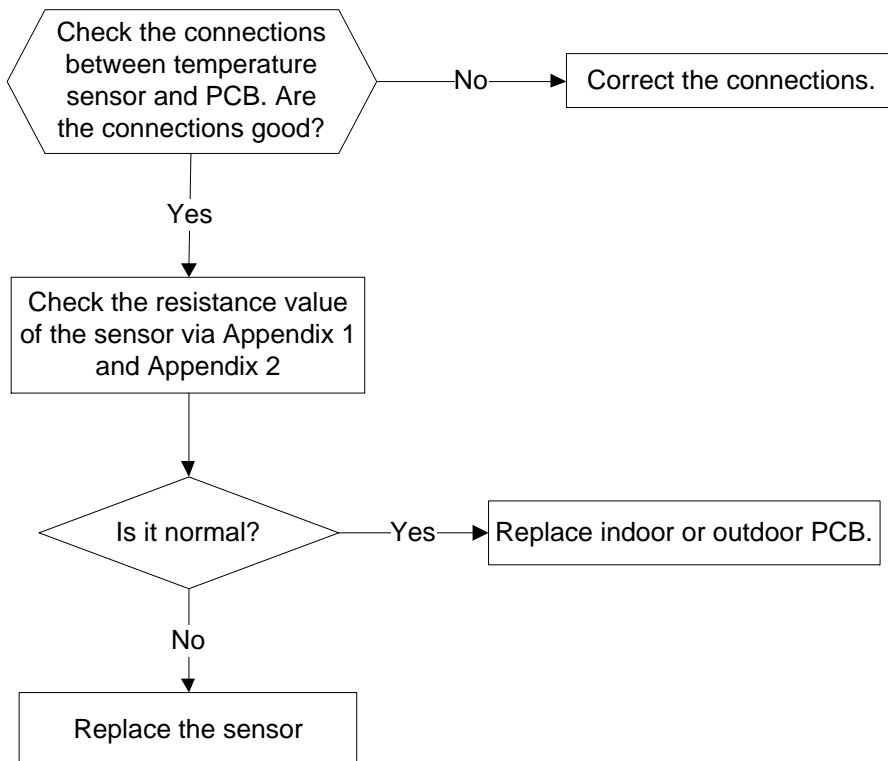 Check the connections
between temperature
sensor and PCB. Are
the connections good?
No
Correct the connections.
Yes
Check the resistance value
of the sensor via Appendix 1
and Appendix 2
Is it normal?
Yes
Replace indoor or outdoor PCB.
No
Replace the sensor